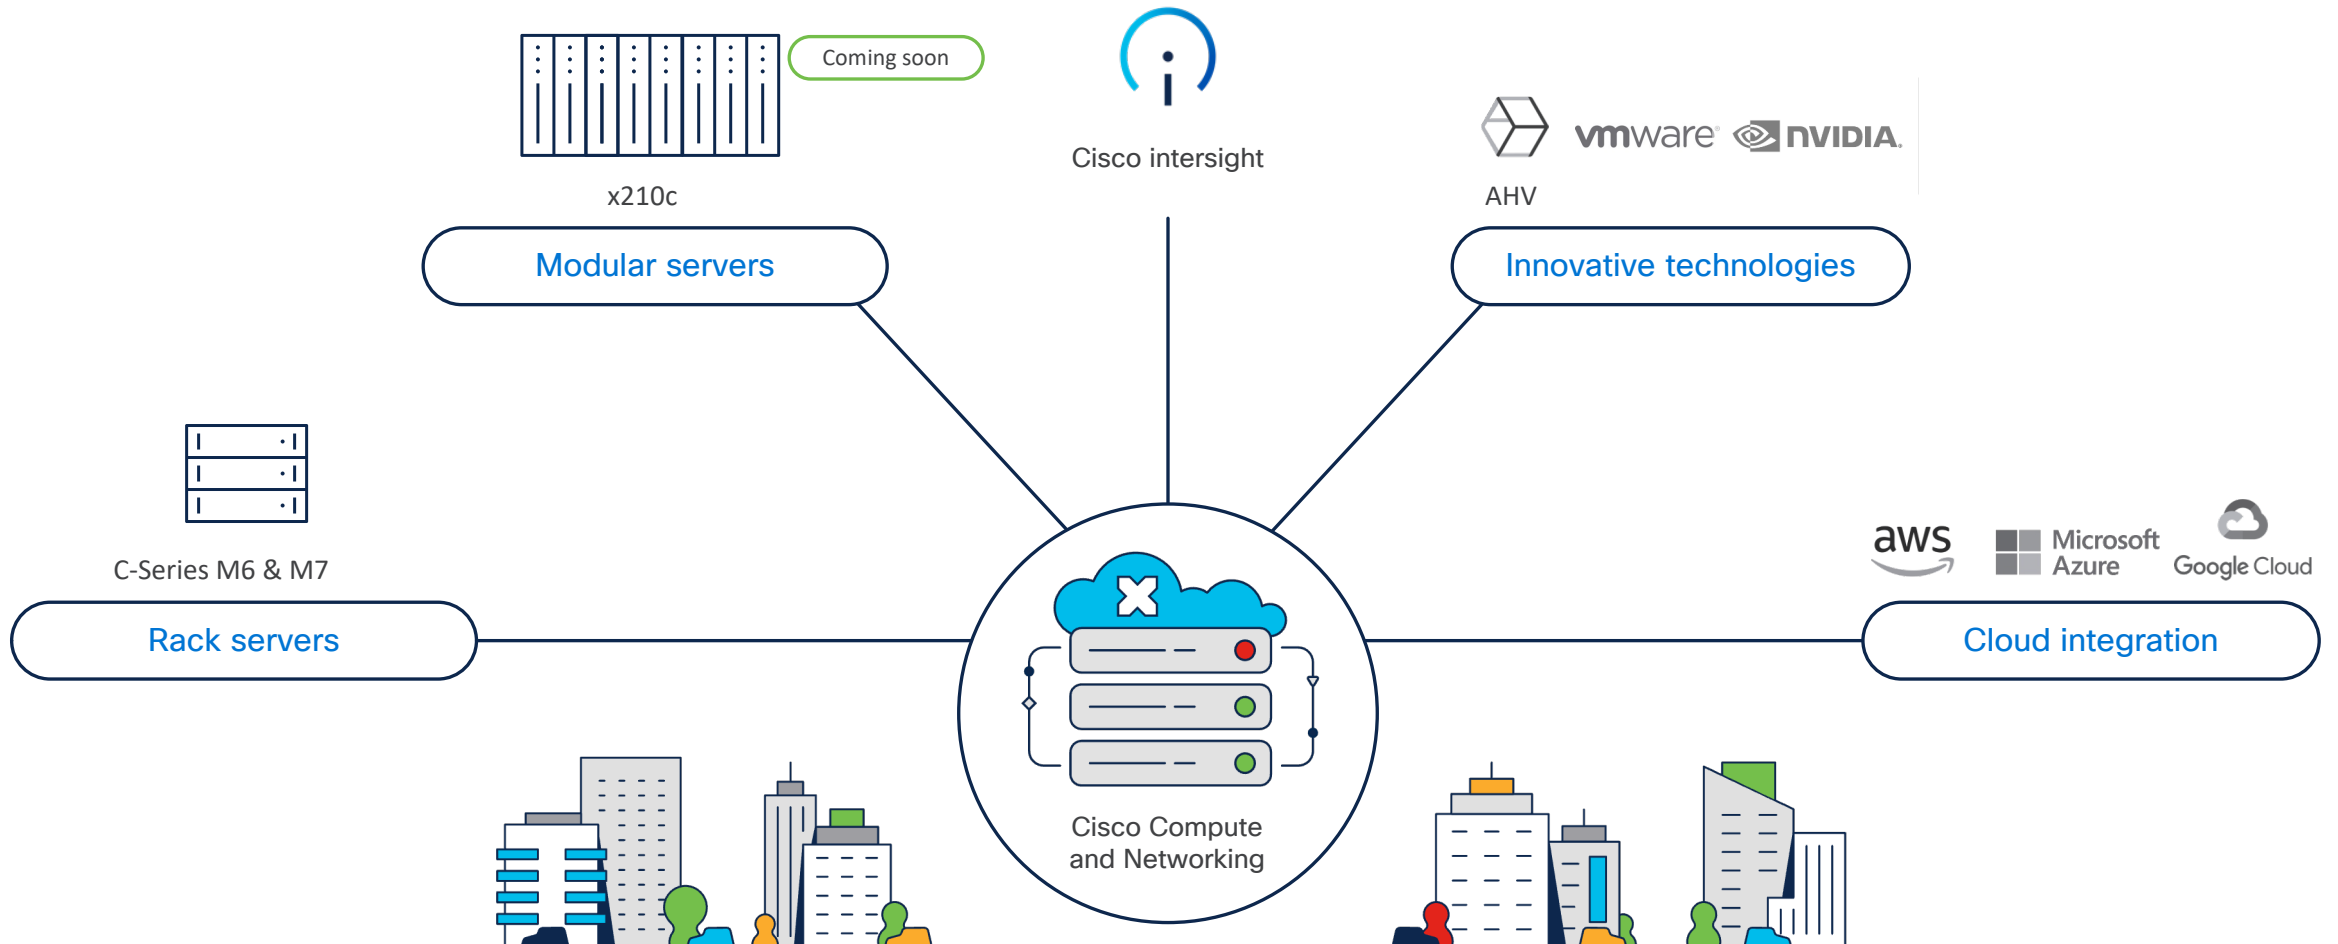 Coming soon
x210c
Modular servers
Cisco intersight
vmware®
NVIDIA.
AHV
Innovative technologies
C-Series M6 & M7
Rack servers
aws
Microsoft
Azure
Google Cloud
Cloud integration
Cisco Compute
and Networking